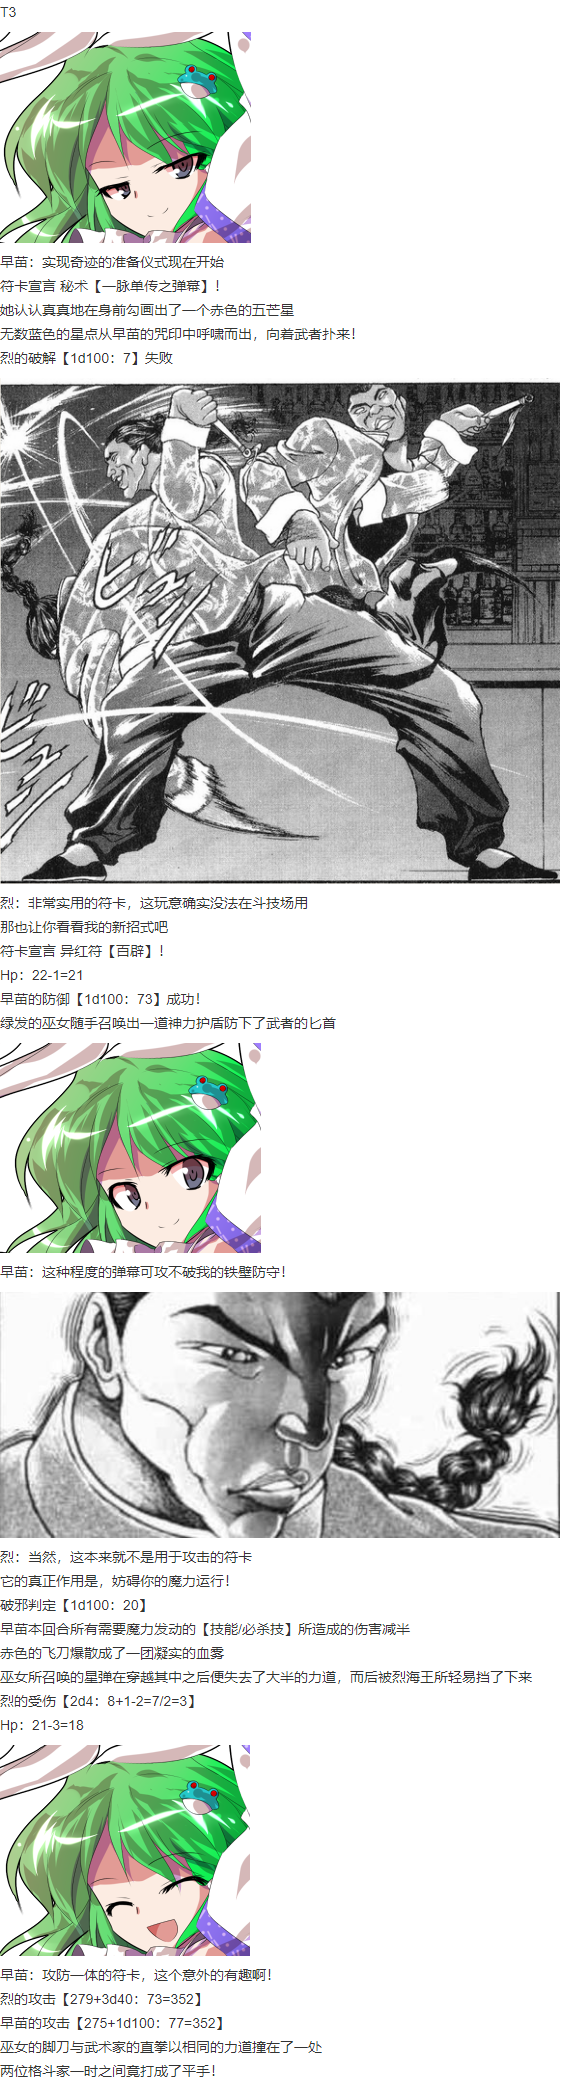 T3
早苗：实现奇迹的准备仪式现在开始
符卡宣言 秘术【一脉单传之弹幕】！
她认认真真地在身前勾画出了一个赤色的五芒星
无数蓝色的星点从早苗的咒印中呼啸而出，向着武者扑来！
烈的破解【1d100：7】失败
烈：非常实用的符卡，这玩意确实没法在斗技场用
那也让你看看我的新招式吧
符卡宣言 异红符【百辟】！
Hp：22-1=21
早苗的防御【1d100：73】成功！
绿发的巫女随手召唤出一道神力护盾防下了武者的匕首
早苗：这种程度的弹幕可攻不破我的铁壁防守！
烈：当然，这本来就不是用于攻击的符卡
它的真正作用是，妨碍你的魔力运行！
破邪判定【1d100：20】
早苗本回合所有需要魔力发动的【技能/必杀技】所造成的伤害减半
赤色的飞刀爆散成了一团凝实的血雾
巫女所召唤的星弹在穿越其中之后便失去了大半的力道，而后被烈海王所轻易挡了下来
烈的受伤【2d4：8+1-2=7/2=3】
Hp：21-3=18
早苗：攻防一体的符卡，这个意外的有趣啊！
烈的攻击【279+3d40：73=352】
早苗的攻击【275+1d100：77=352】
巫女的脚刀与武术家的直拳以相同的力道撞在了一处
两位格斗家一时之间竟打成了平手！